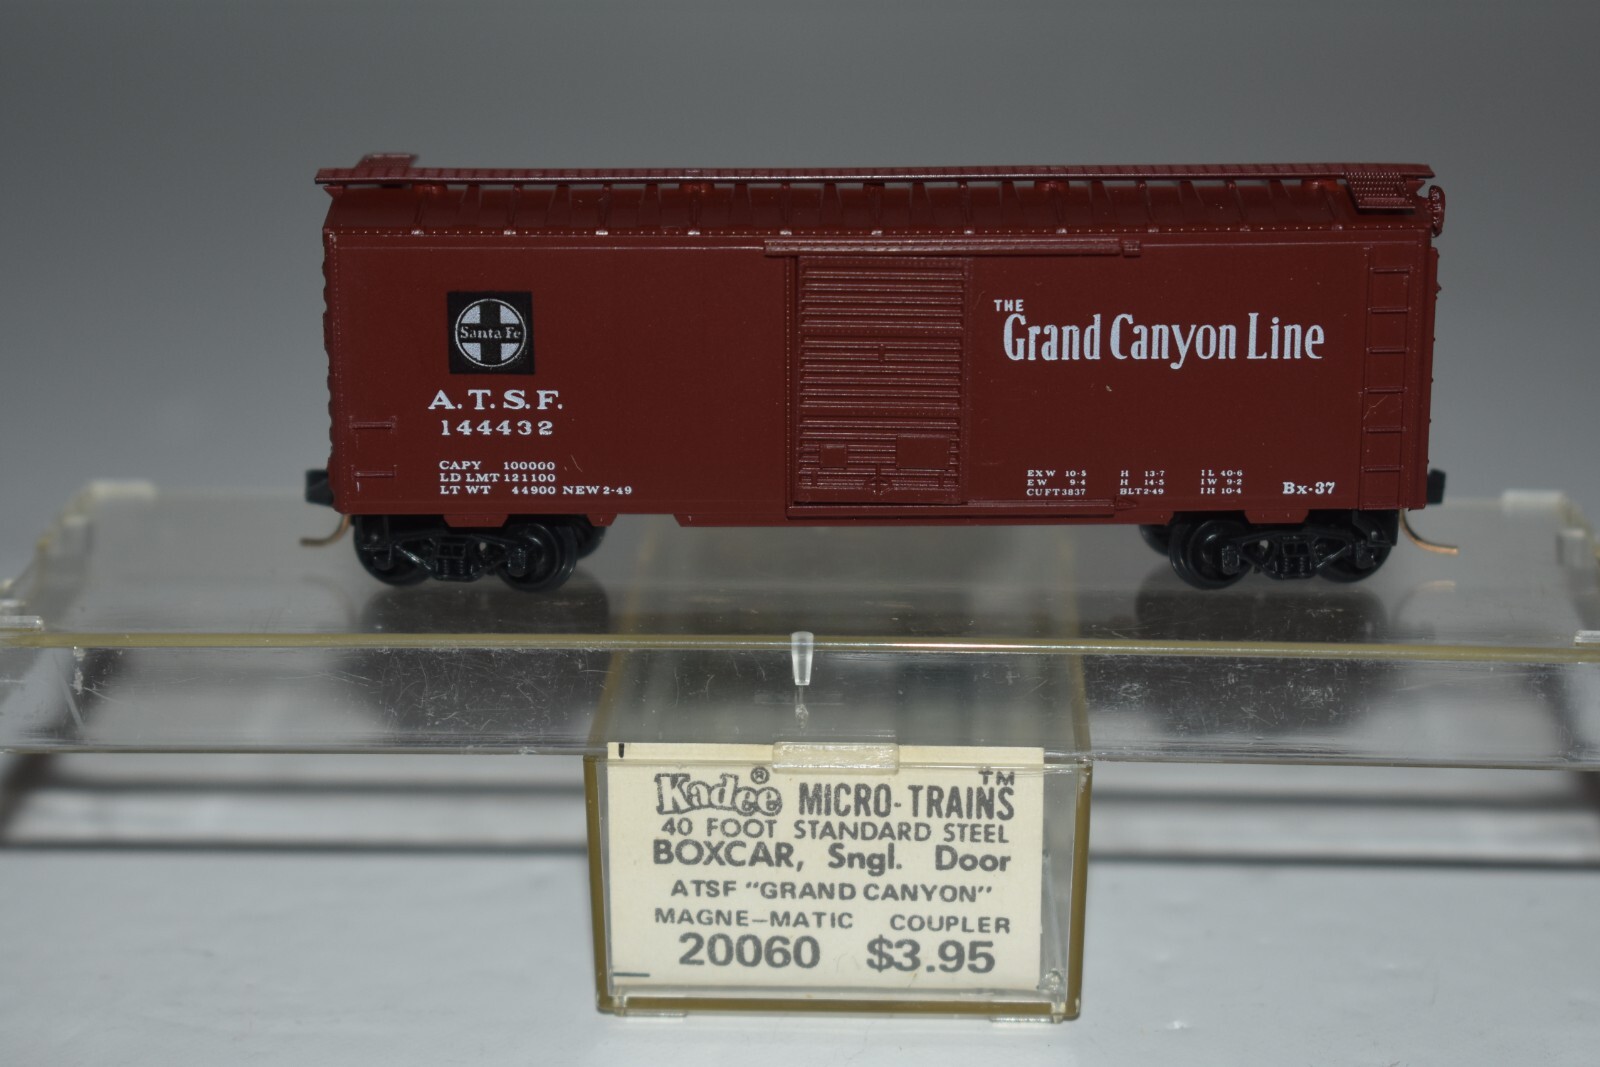 Santa Fe
A.T.S.F.
144432
CAPY 100000
LD LMT 121100
LT WT 44900 NEW 2-49
THE
Grand Canyon Line
EXW 10-5 H 13-7 IL 40-6
EW 9-4 H 14-5 IW 9-2
CUFT 3837 BLT 2-49 IH 10-4
Bx-37
Kadee® MICRO-TRAINS™
40 FOOT STANDARD STEEL
BOXCAR, Sngl. Door
ATSF "GRAND CANYON"
MAGNE-MATIC COUPLER
20060 $3.95